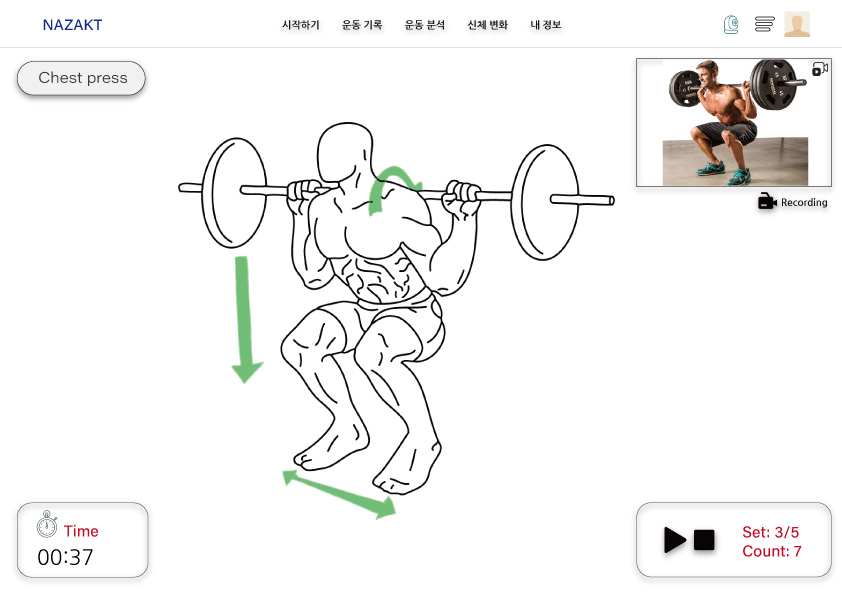 NAZAKT
시작하기 운동 기록 운동 분석 신체 변화 내 정보
Chest press
Recording
Time
00:37
Set: 3/5
Count: 7